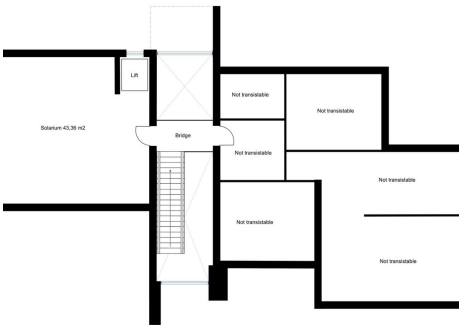 Lift
Not transistable
Not transistable
Solarium 43,36 m2
Bridge
Not transistable
Not transistable
Not transistable
Not transistable